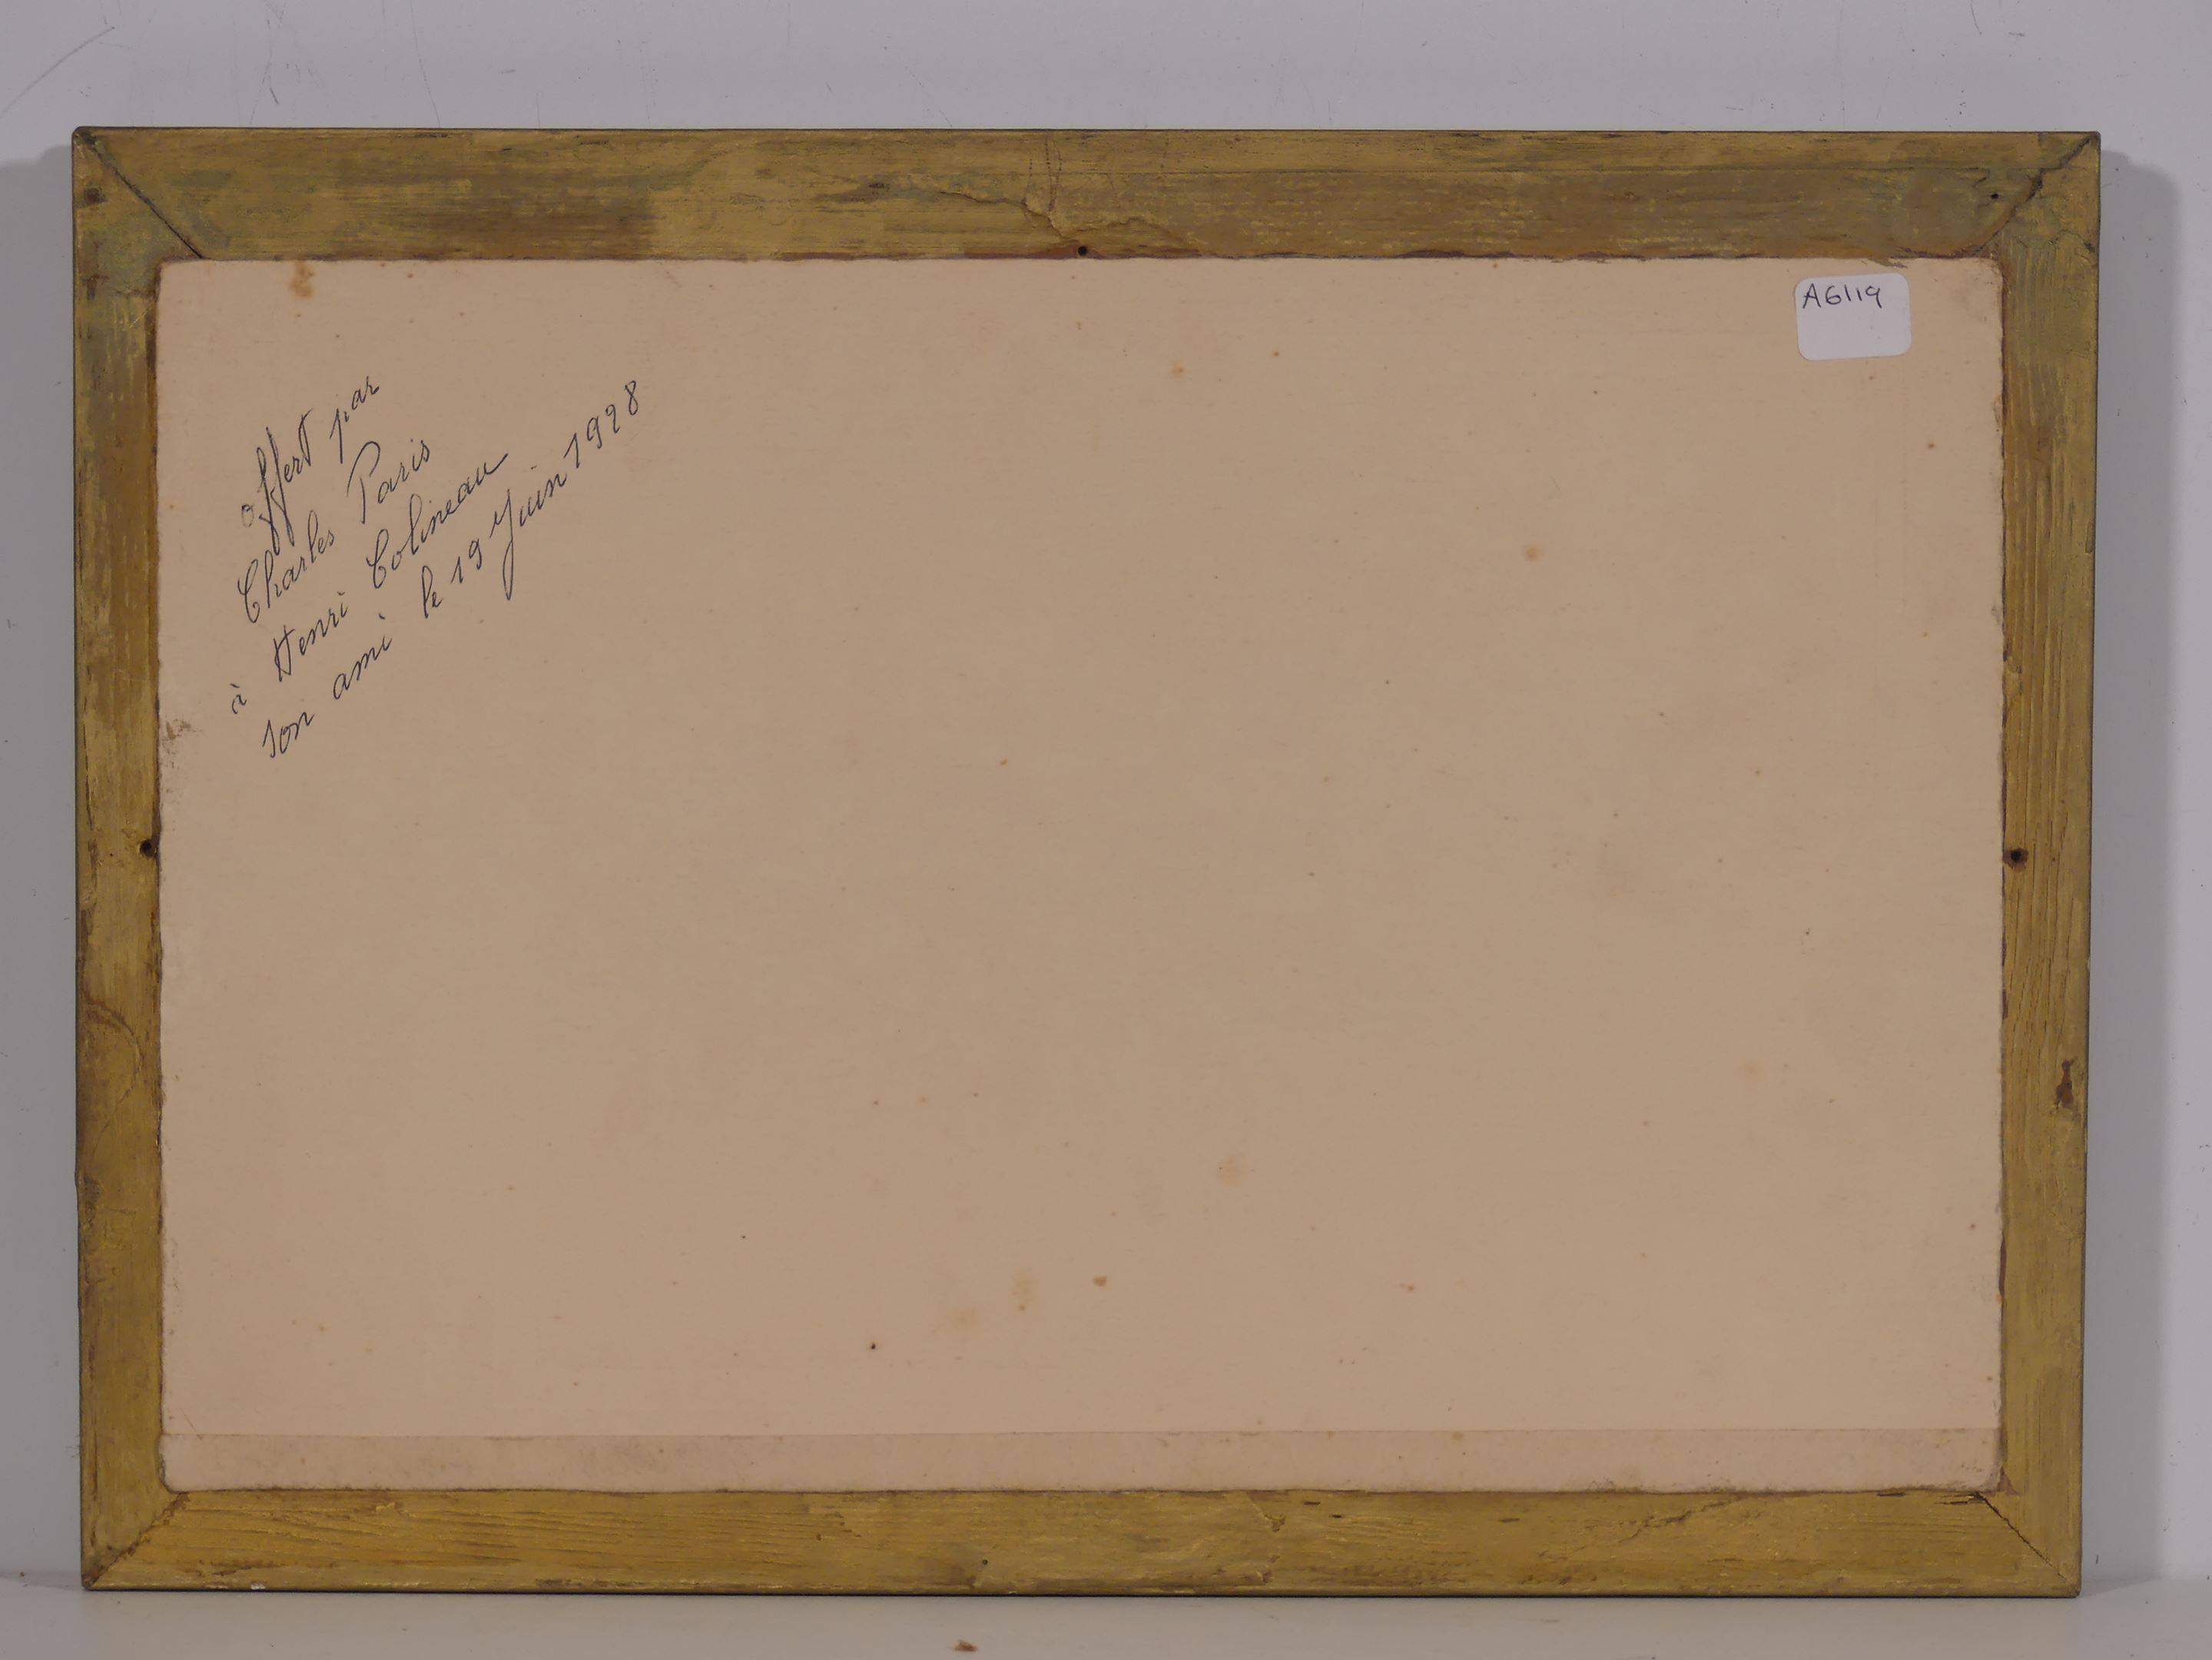 offert par
Charles Paris
à Henri Colineau
son ami le 19 Juin 1928
A6119